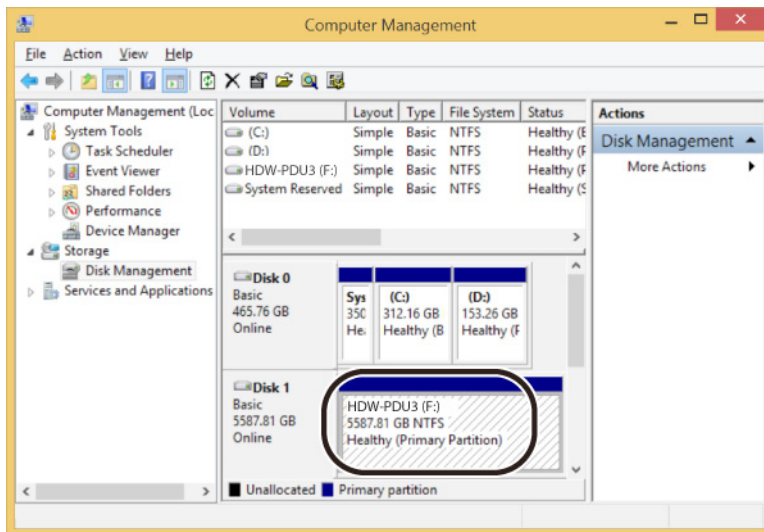 Computer Management
File Action View Help
Computer Management (Loc
System Tools
Task Scheduler
Event Viewer
Shared Folders
Performance
Device Manager
Storage
Disk Management
Services and Applications
Volume Layout Type File System Status
(C:) Simple Basic NTFS Healthy (B
(D:) Simple Basic NTFS Healthy (P
HDW-PDU3 (F:) Simple Basic NTFS Healthy (P
System Reserved Simple Basic NTFS Healthy (S
Disk 0
Basic
465.76 GB
Online
Sys
350
Hea
(C:)
312.16 GB
Healthy (B
(D:)
153.26 GB
Healthy (P
Disk 1
Basic
5587.81 GB
Online
HDW-PDU3 (F:)
5587.81 GB NTFS
Healthy (Primary Partition)
Unallocated Primary partition
Actions
Disk Management
More Actions